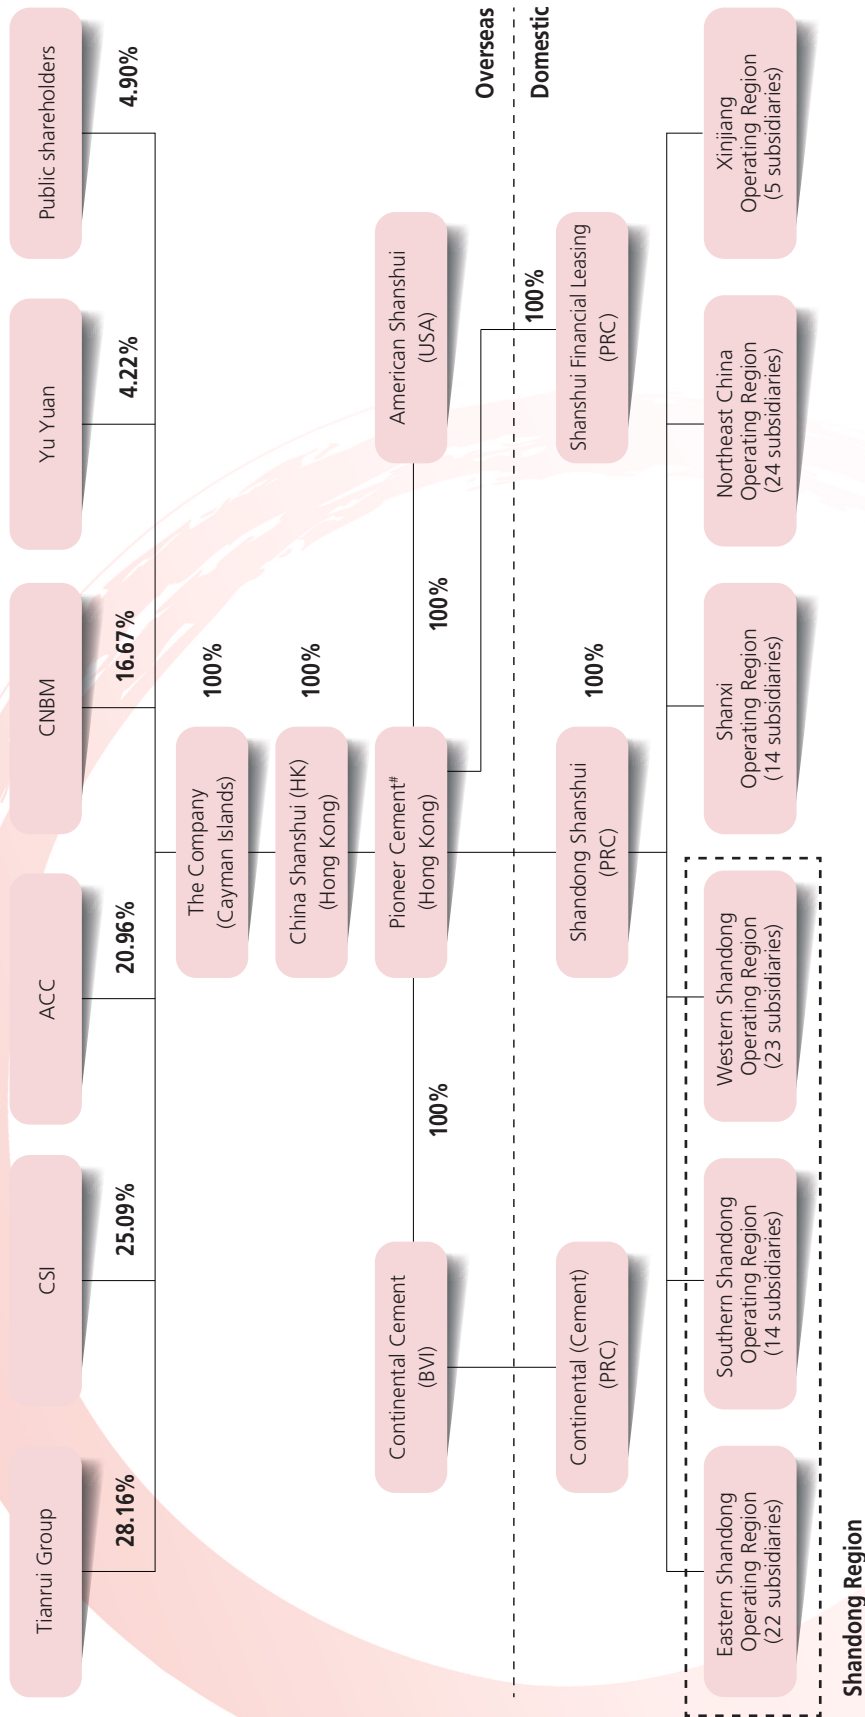 Tianrui Group
CSI
ACC
CNBM
Yu Yuan
Public shareholders
28.16%
25.09%
20.96%
16.67%
4.22%
4.90%
The Company
(Cayman Islands)
100%
China Shanshui (HK)
(Hong Kong)
100%
Continental Cement
(BVI)
100%
Pioneer Cement#
(Hong Kong)
100%
American Shanshui
(USA)
Overseas
Domestic
Continental (Cement)
(PRC)
Shandong Shanshui
(PRC)
100%
Shanshui Financial Leasing
(PRC)
100%
Eastern Shandong
Operating Region
(22 subsidiaries)
Southern Shandong
Operating Region
(14 subsidiaries)
Western Shandong
Operating Region
(23 subsidiaries)
Shanxi
Operating Region
(14 subsidiaries)
Northeast China
Operating Region
(24 subsidiaries)
Xinjiang
Operating Region
(5 subsidiaries)
Shandong Region